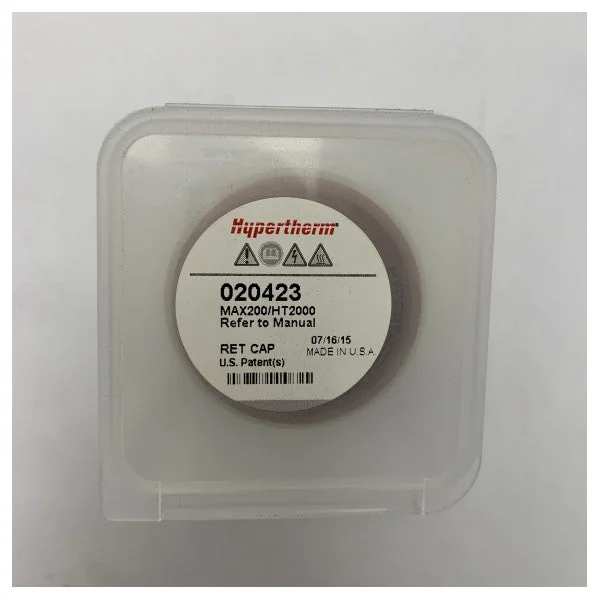 Hypertherm®
020423
MAX200/HT2000
Refer to Manual
07/16/15
RET CAP
MADE IN U.S.A.
U.S. Patent(s)